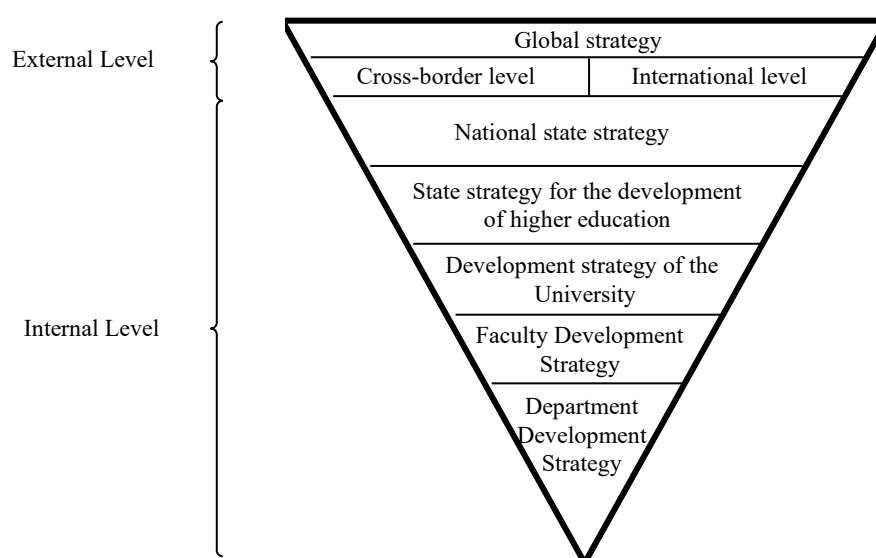 Global strategy
External Level
Cross-border level
International level
National state strategy
State strategy for the development
of higher education
Development strategy of the
University
Internal Level
Faculty Development
Strategy
Department
Development
Strategy